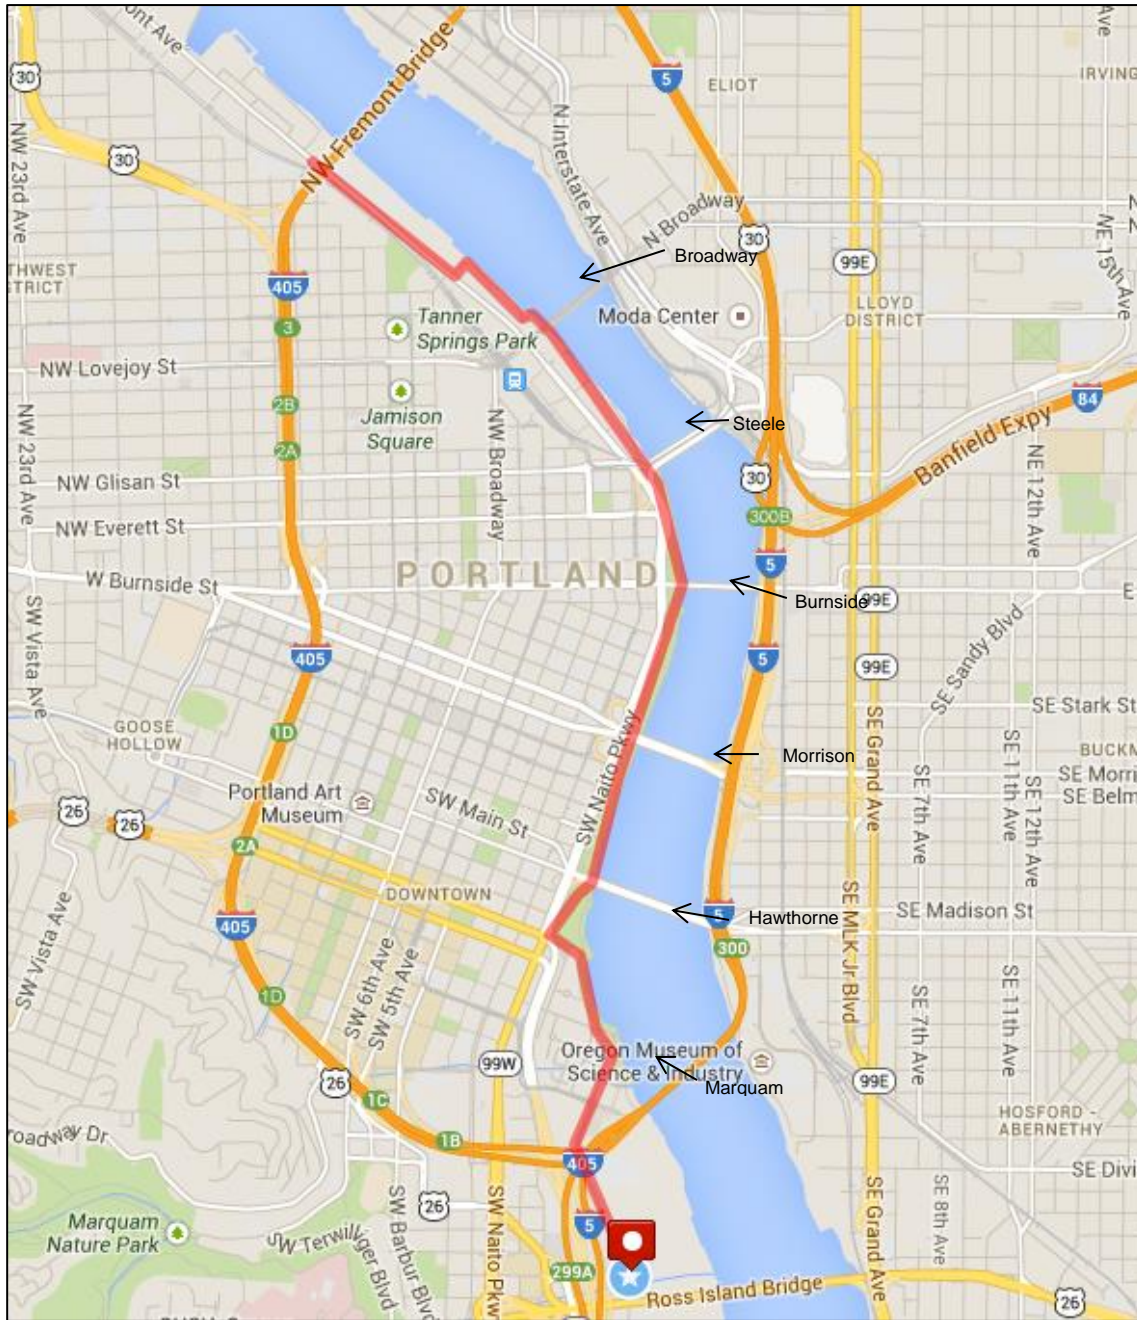 ont Ave
30
30
NW 23rd Ave
THWEST
STRICT
405
3
NW Fremont Bridge
5
ELIOT
Ave
IRVING
N Interstate Ave
N Broadway
30
N
N
NE 15th Ave
Broadway
99E
LLOYD
DISTRICT
Moda Center
Tanner
Springs Park
NW Lovejoy St
Jamison
Square
2B
2A
NW Broadway
NW 23rd Ave
NW Glisan St
NW Everett St
84
Banfield Expy
NE 12th Ave
Steele
30
300B
5
W Burnside St
PORTLAND
Burnside
99E
E
SW Vista Ave
405
5
99E
SE Sandy Blvd
SE Stark St
GOOSE
HOLLOW
1D
SW Naito Pkwy
Morrison
SE Grand Ave
SE 7th Ave
SE 11th Ave
SE 12th Ave
BUCKM
SE Morri
SE Belm
Portland Art
Museum
SW Main St
26
26
2A
DOWNTOWN
405
SW Vista Ave
1D
SW 6th Ave
SW 5th Ave
Hawthorne
5
300
SE Madison St
SE MLK Jr Blvd
SE 7th Ave
SE 11th Ave
99W
Oregon Museum of
Science & Industry
Marquam
99E
26
1C
1B
405
HOSFORD -
ABERNETHY
SE Divi
roadway Dr
26
Marquam
Nature Park
SW Terwilliger Blvd
SW Barbur Blvd
SW Naito Pkw
5
299A
Ross Island Bridge
SE Grand Ave
SE 8th Ave
26